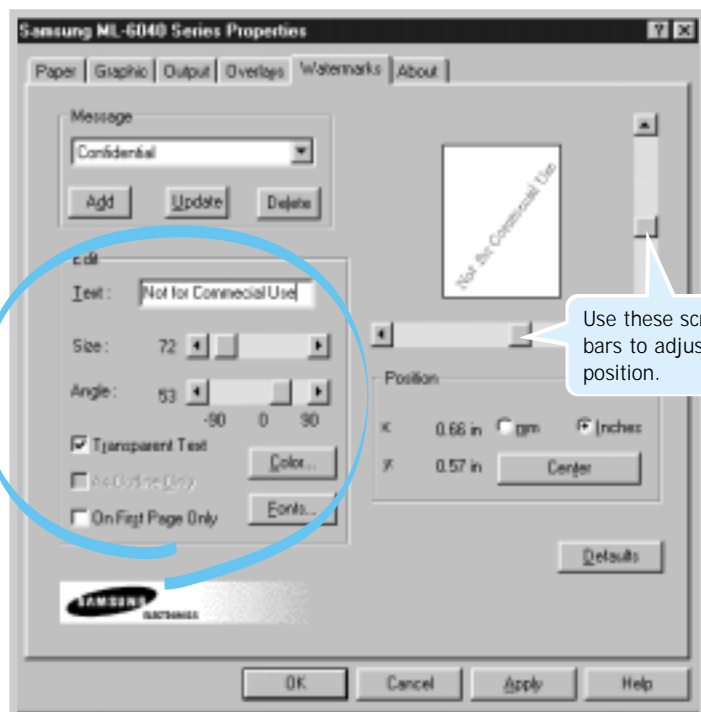 Samsung ML-6040 Series Properties
Paper Graphic Output Overlays Watermarks About
Message
Confidential
Add Update Delete
Edit
Text : Not for Commecial Use
Size : 72
Angle : 53
-90 0 90
Transparent Text
As Outline Only
Color...
On First Page Only
Fonts...
SAMSUNG
ELECTRONICS
Not for Commecial Use
Use these
bars to
position.
Position
x: 0.66 in mm Inches
y: 0.57 in Center
Defaults
OK Cancel Apply Help